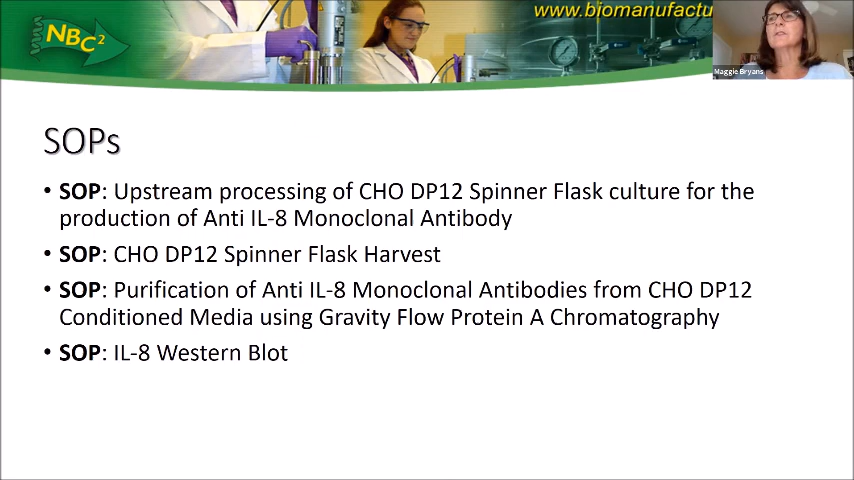 NBC²
www.biomanufactu
Maggie Bryans
SOPs
• SOP: Upstream processing of CHO DP12 Spinner Flask culture for the
production of Anti IL-8 Monoclonal Antibody
• SOP: CHO DP12 Spinner Flask Harvest
• SOP: Purification of Anti IL-8 Monoclonal Antibodies from CHO DP12
Conditioned Media using Gravity Flow Protein A Chromatography
• SOP: IL-8 Western Blot